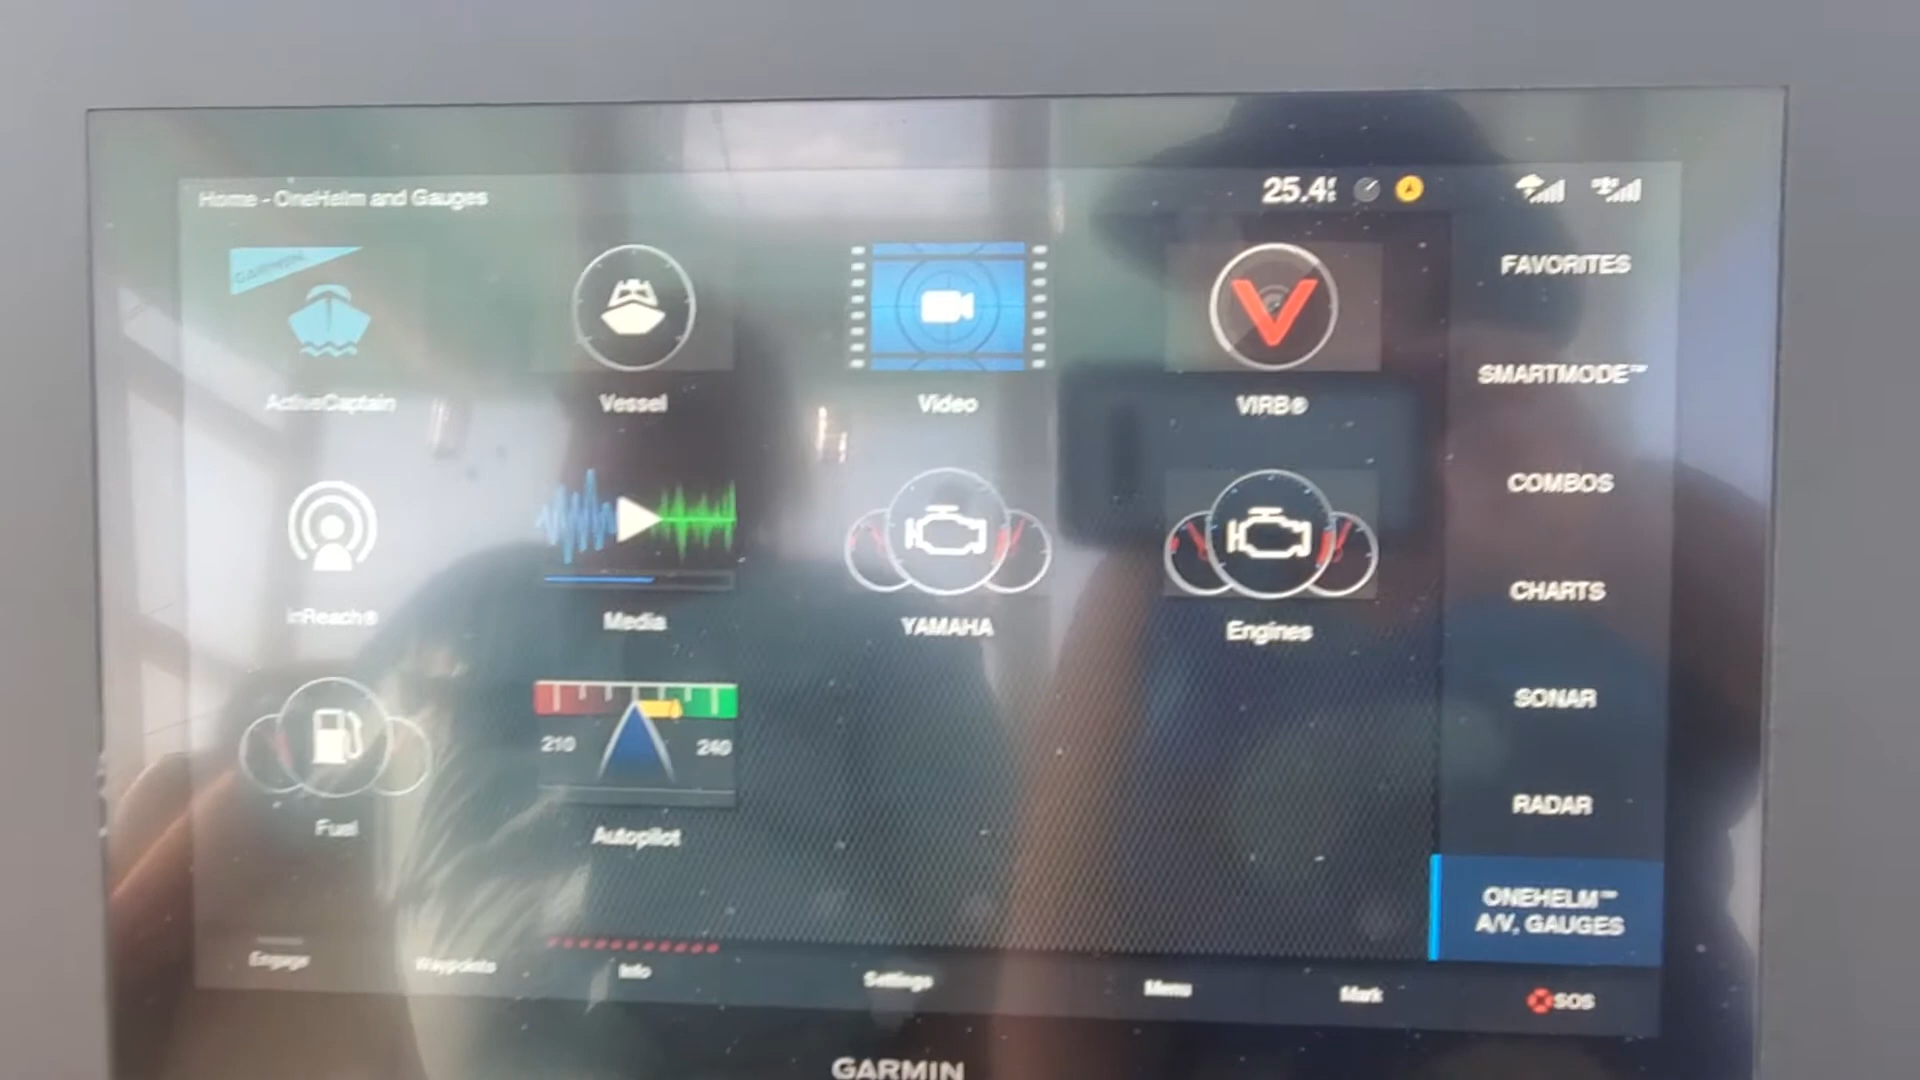 Home - OneHelm and Gauges
25.4
GARMIN
ActiveCaptain
Vessel
Video
VIRB®
inReach®
Media
YAMAHA
Engines
210
240
Fuel
Autopilot
FAVORITES
SMARTMODE™
COMBOS
CHARTS
SONAR
RADAR
ONEHELM™
A/V, GAUGES
Engage
Waypoints
Info
Settings
Menu
Mark
SOS
GARMIN